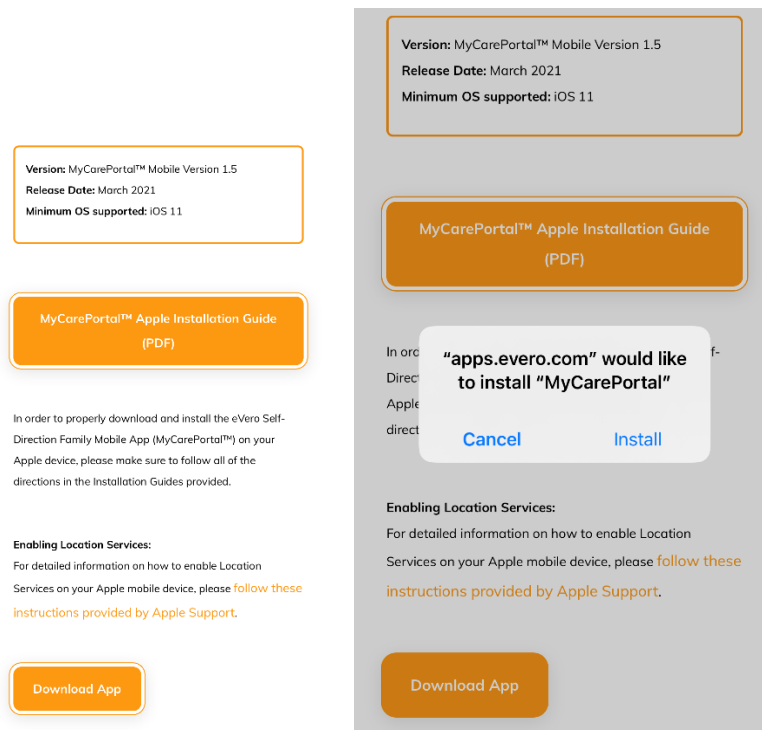 Version: MyCarePortal™ Mobile Version 1.5
Release Date: March 2021
Minimum OS supported: iOS 11
MyCarePortal™ Apple Installation Guide
(PDF)
In order to properly download and install the eVero Self-
Direction Family Mobile App (MyCarePortal™) on your
Apple device, please make sure to follow all of the
directions in the Installation Guides provided.
Enabling Location Services:
For detailed information on how to enable Location
Services on your Apple mobile device, please follow these
instructions provided by Apple Support.
Download App
Version: MyCarePortal™ Mobile Version 1.5
Release Date: March 2021
Minimum OS supported: iOS 11
MyCarePortal™ Apple Installation Guide
(PDF)
In ord
f-
Direct
Apple
direct
“apps.evero.com” would like
to install “MyCarePortal”
Cancel
Install
Enabling Location Services:
For detailed information on how to enable Location
Services on your Apple mobile device, please follow these
instructions provided by Apple Support.
Download App